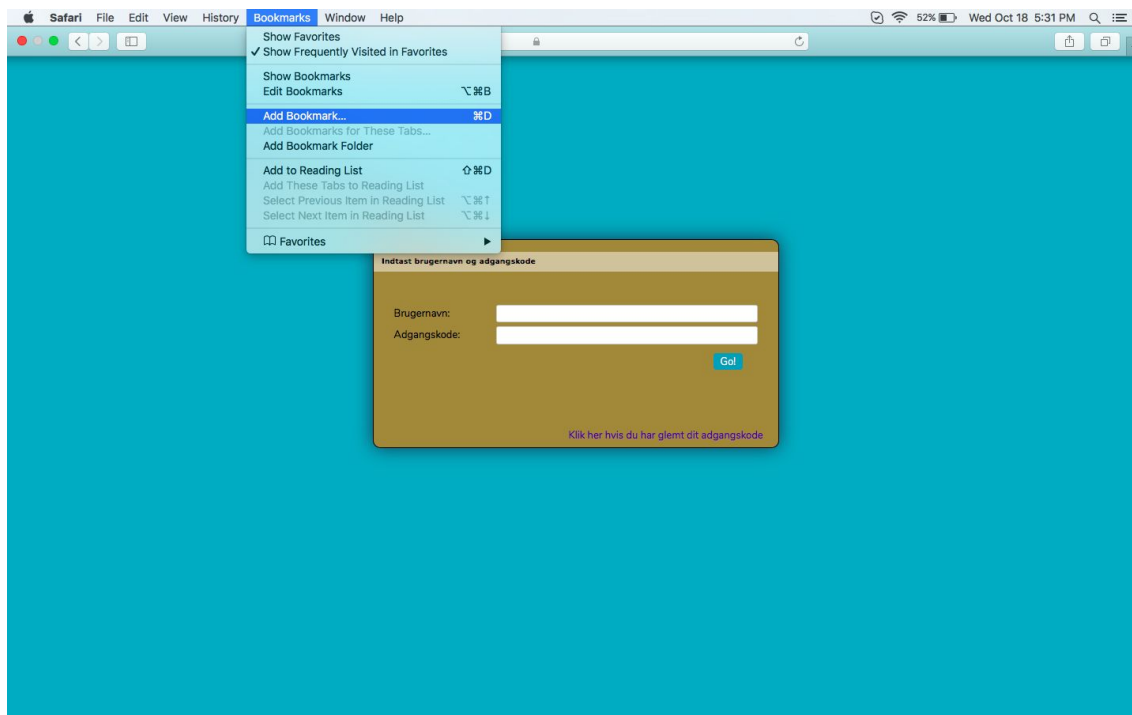 Safari File Edit View History Bookmarks Window Help 52% Wed Oct 18 5:31 PM
Show Favorites
✓ Show Frequently Visited in Favorites
Show Bookmarks
Edit Bookmarks ⌥⌘B
Add Bookmark... ⌘D
Add Bookmarks for These Tabs...
Add Bookmark Folder
Add to Reading List ⇧⌘D
Add These Tabs to Reading List
Select Previous Item in Reading List ⌥⌘↑
Select Next Item in Reading List ⌥⌘↓
Favorites ▶
Indtast brugernavn og adgangskode
Brugernavn:
Adgangskode:
Go!
Klik her hvis du har glemt dit adgangskode